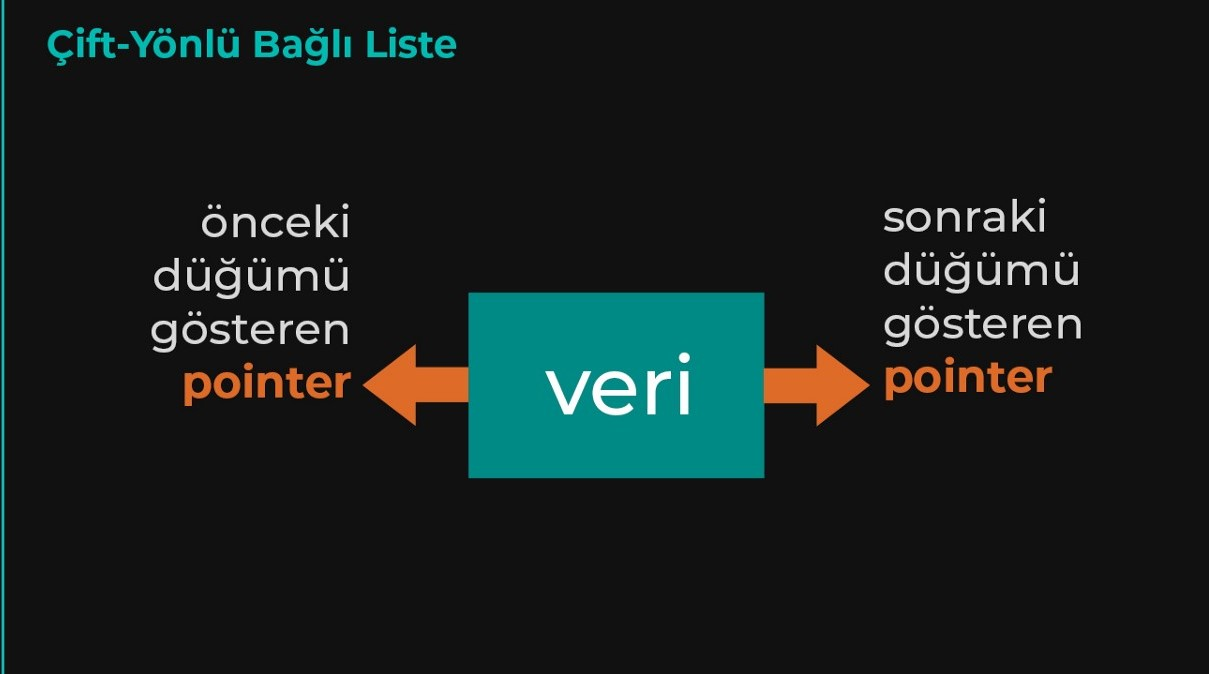 Çift-Yönlü Bağlı Liste
önceki
düğümü
gösteren
pointer
veri
sonraki
düğümü
gösteren
pointer